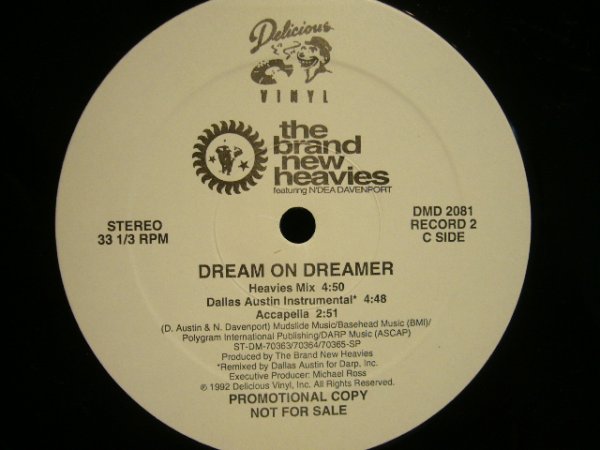 Delicious
VINYL
the
brand
new
heavies
featuring N'DEA DAVENPORT
STEREO
33 1/3 RPM
DMD 2081
RECORD 2
C SIDE
DREAM ON DREAMER
Heavies Mix 4:50
Dallas Austin Instrumental* 4:48
Accapella 2:51
(D. Austin & N. Davenport) Mudslide Music/Basehead Music (BMI)/
Polygram International Publishing/DARP Music (ASCAP)
ST-DM-70363/70364/70365-SP
Produced by The Brand New Heavies
*Remixed by Dallas Austin for Darp, Inc.
Executive Producer: Michael Ross
© 1992 Delicious Vinyl, Inc. All Rights Reserved.
PROMOTIONAL COPY
NOT FOR SALE